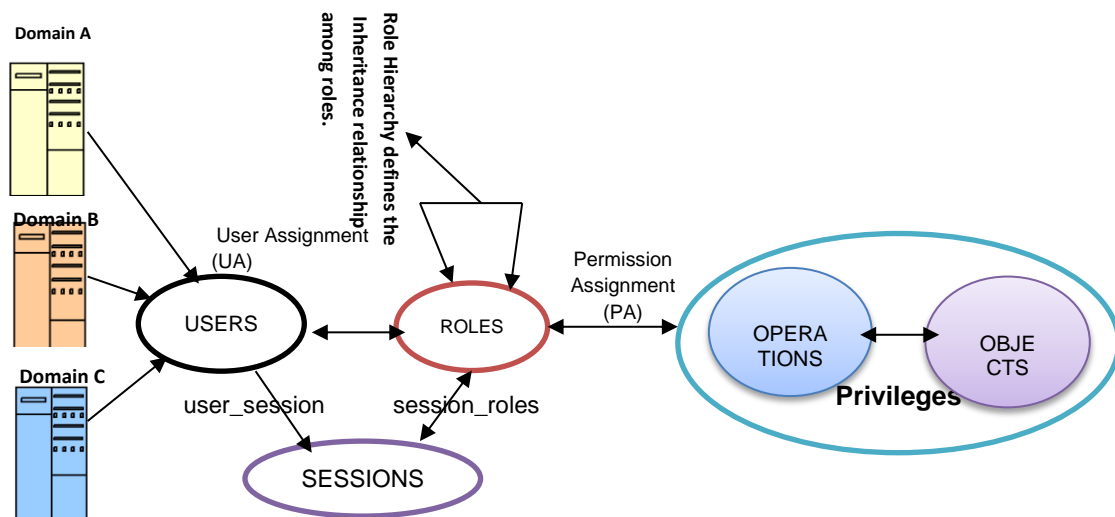 Domain A
Role Hierarchy defines the
Inheritance relationship
among roles.
Domain B
User Assignment
(UA)
Permission
Assignment
(PA)
USERS
ROLES
OPERA
TIONS
OBJE
CTS
Privileges
Domain C
user_session
session_roles
SESSIONS